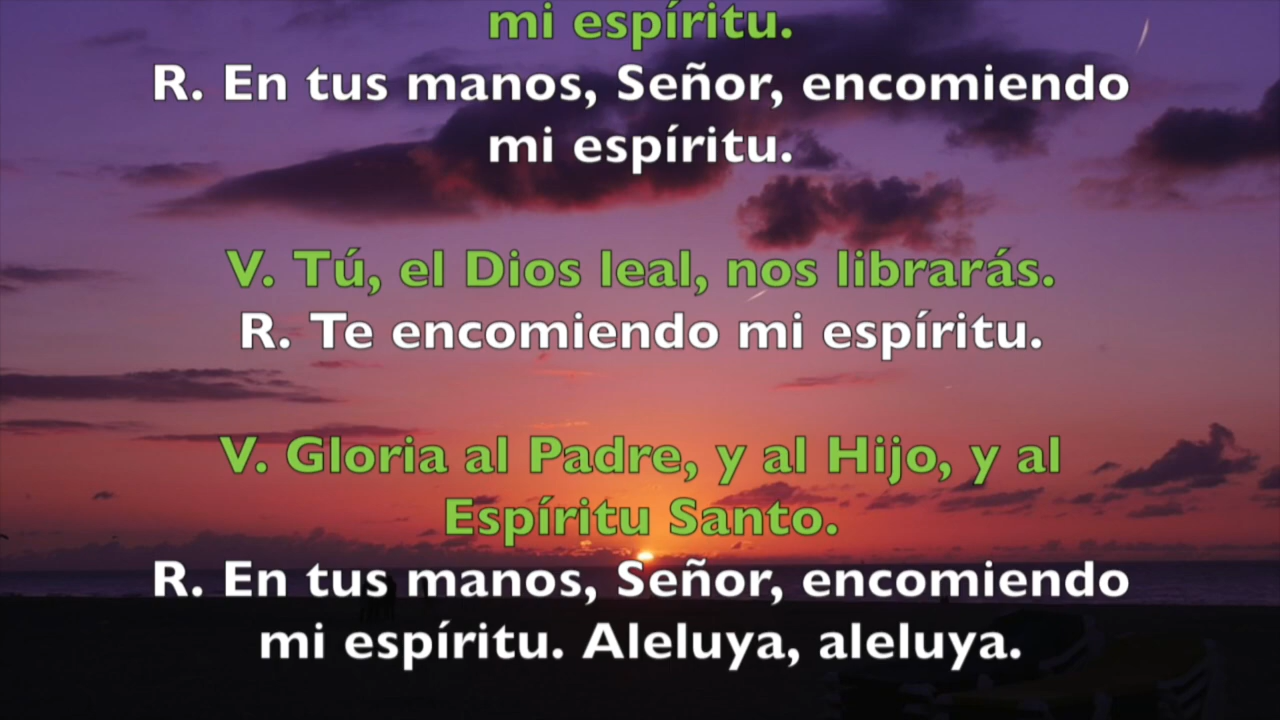 mi espíritu.
R. En tus manos, Señor, encomiendo
mi espíritu.
V. Tú, el Dios leal, nos librarás.
R. Te encomiendo mi espíritu.
V. Gloria al Padre, y al Hijo, y al
Espíritu Santo.
R. En tus manos, Señor, encomiendo
mi espíritu. Aleluya, aleluya.